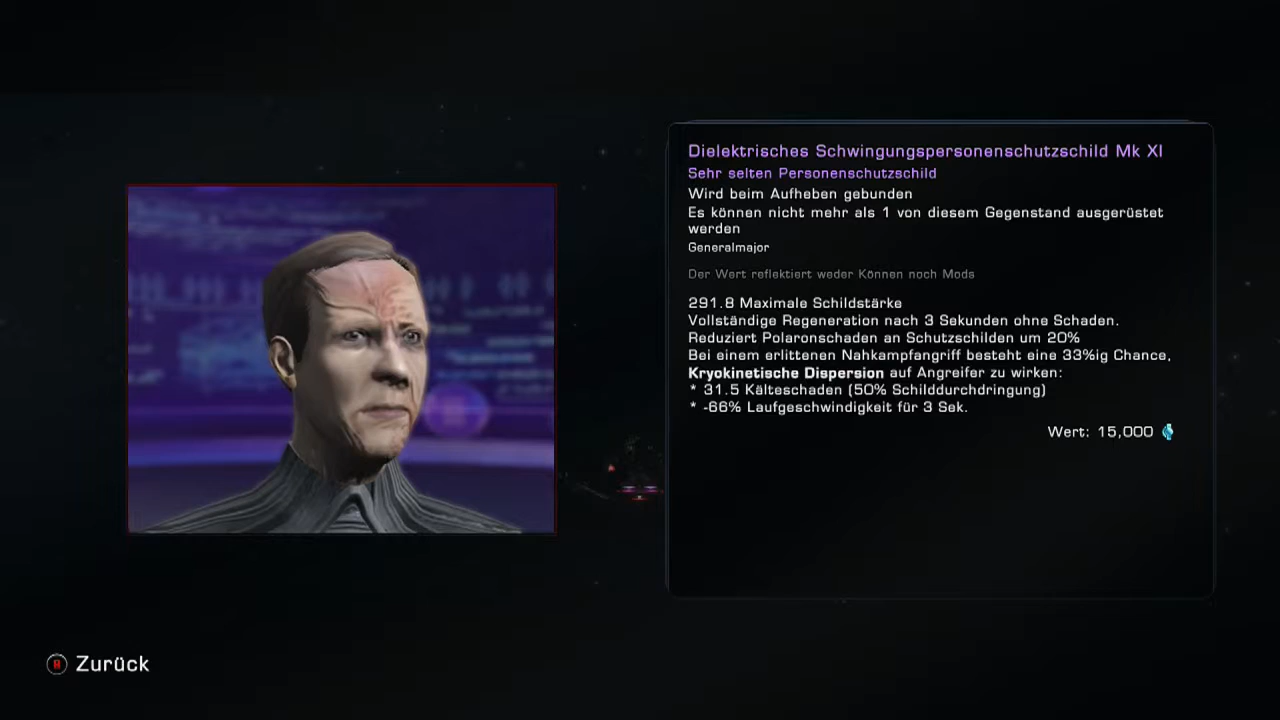 Dielektrisches Schwingungspersonenschutzschild Mk XI
Sehr selten Personenschutzschild
Wird beim Aufheben gebunden
Es können nicht mehr als 1 von diesem Gegenstand ausgerüstet
werden
Generalmajor
Der Wert reflektiert weder Können noch Mods
291.8 Maximale Schildstärke
Vollständige Regeneration nach 3 Sekunden ohne Schaden.
Reduziert Polaronschaden an Schutzschilden um 20%
Bei einem erlittenen Nahkampfangriff besteht eine 33%ig Chance,
Kryokinetische Dispersion auf Angreifer zu wirken:
* 31.5 Kälteschaden (50% Schilddurchdringung)
* -66% Laufgeschwindigkeit für 3 Sek.
Wert: 15,000
B Zurück